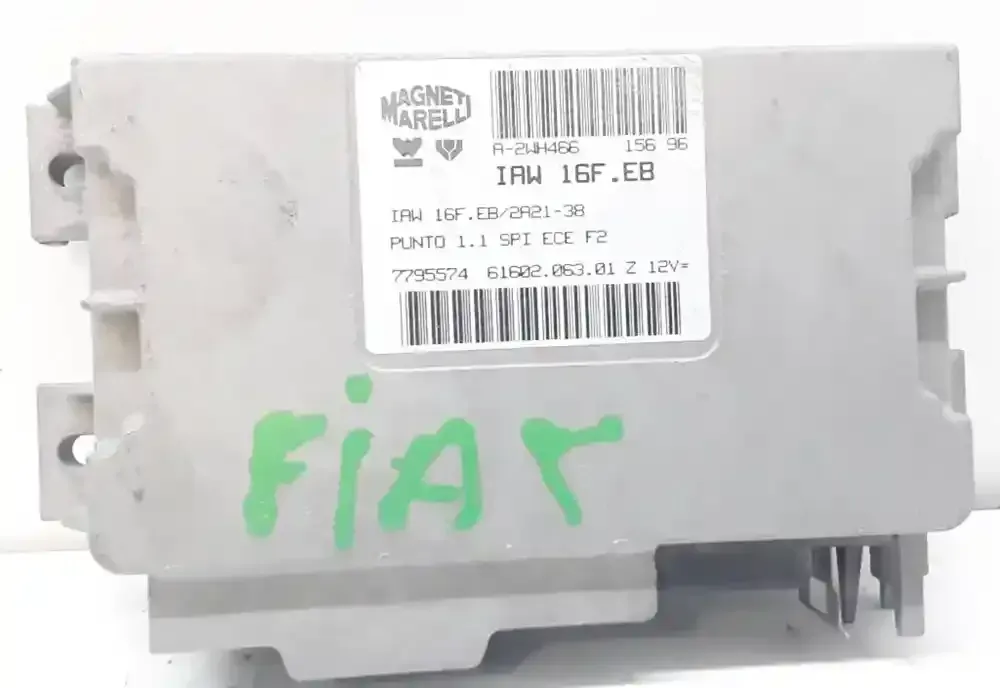 MAGNETI
MARELLI
A-2WH466 156 96
IAW 16F.EB
IAW 16F.EB/2A21-38
PUNTO 1.1 SPI ECE F2
7795574 61602.063.01 Z 12V=
FiAT